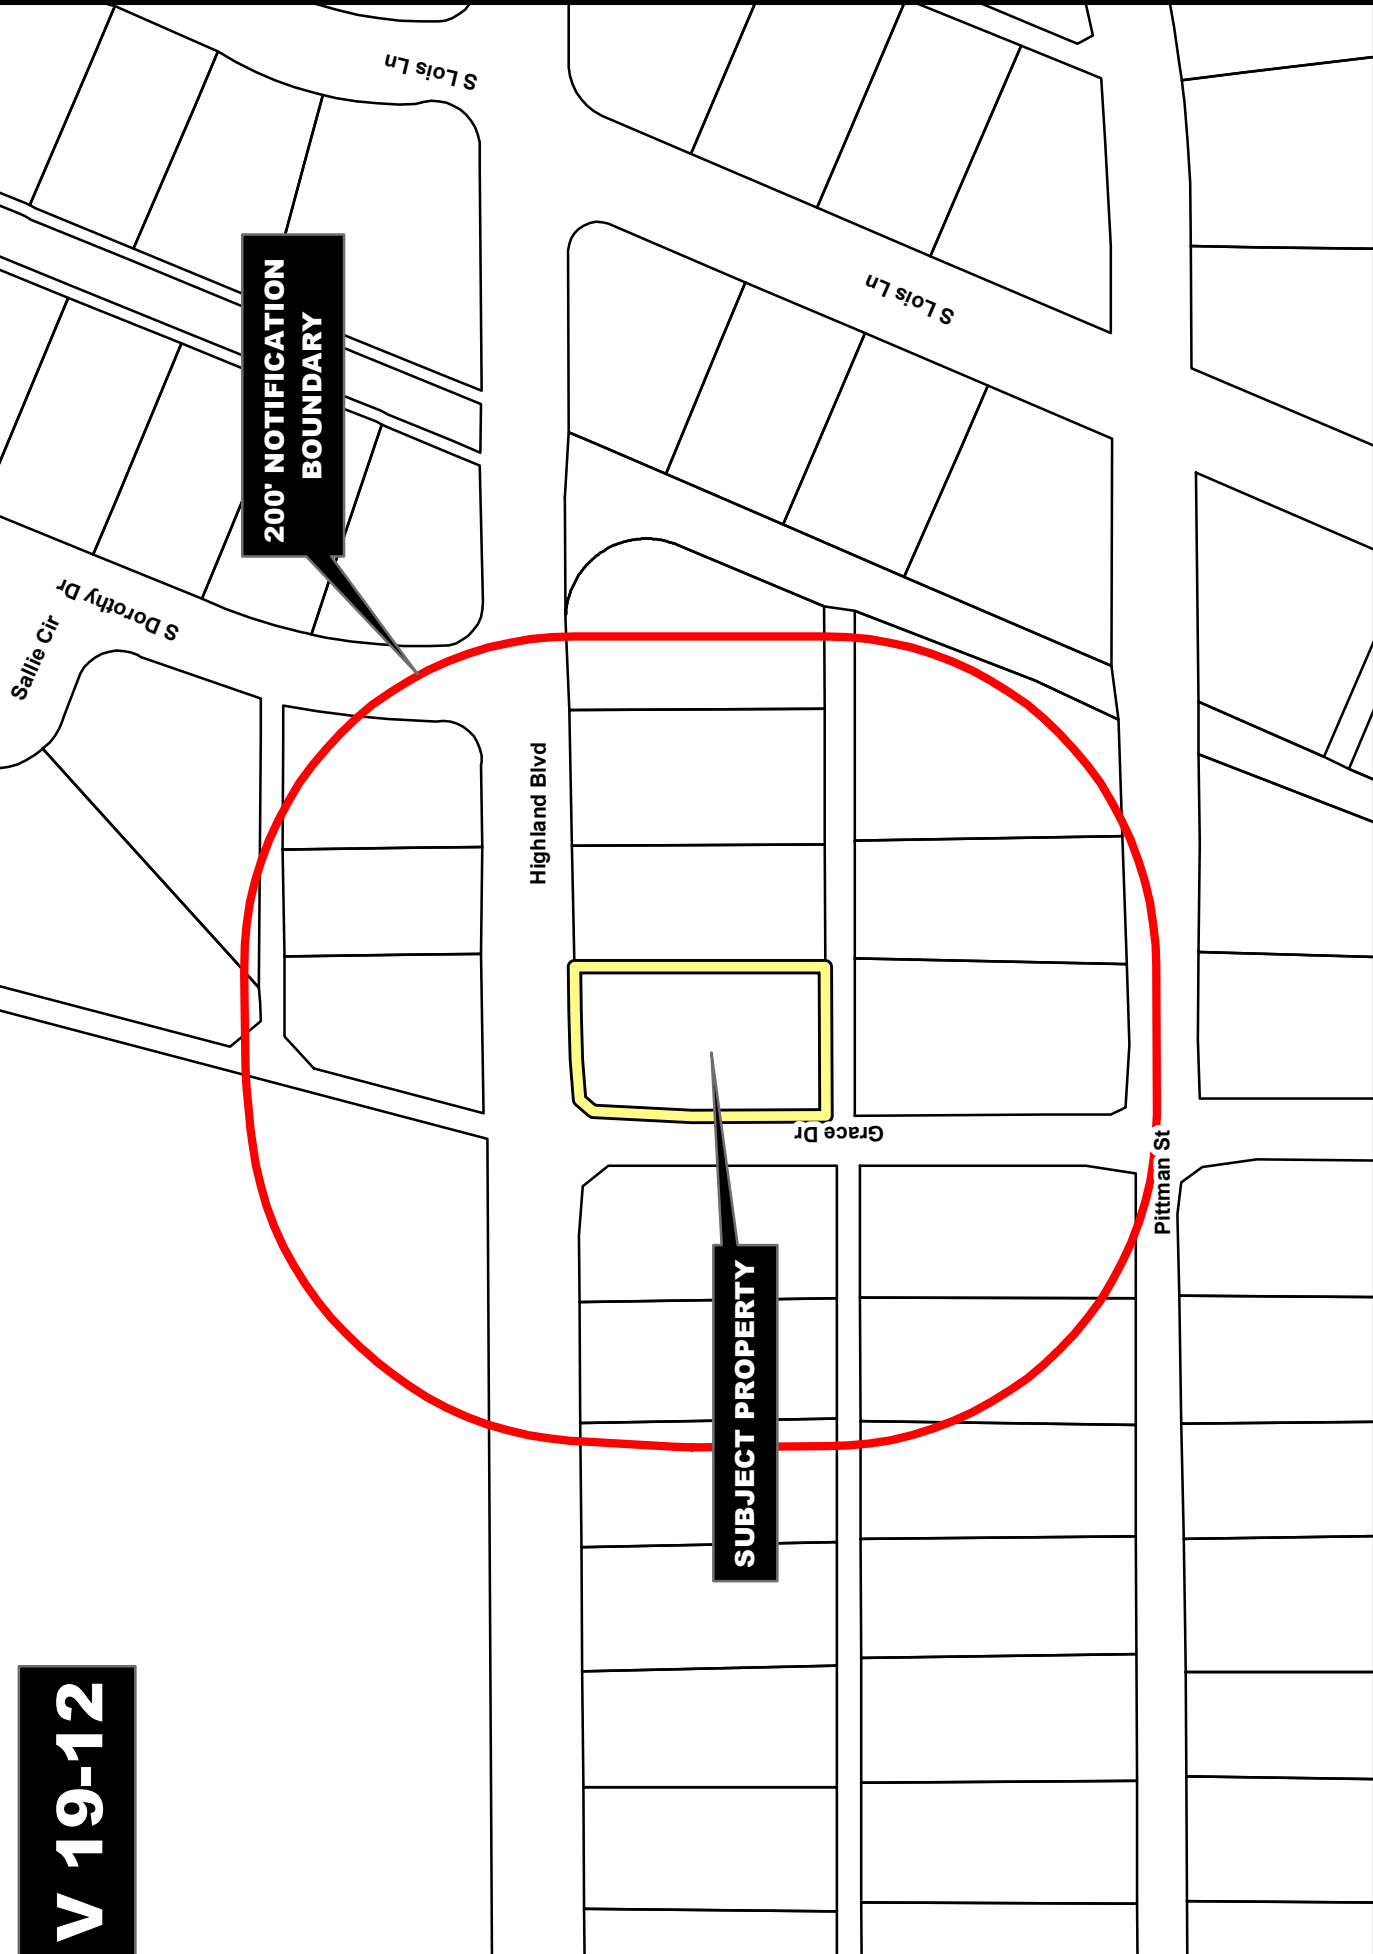 S Lois Ln
200' NOTIFICATION
BOUNDARY
S Lois Ln
S Dorothy Dr
Sallie Cir
Highland Blvd
Grace Dr
Pittman St
SUBJECT PROPERTY
V 19-12